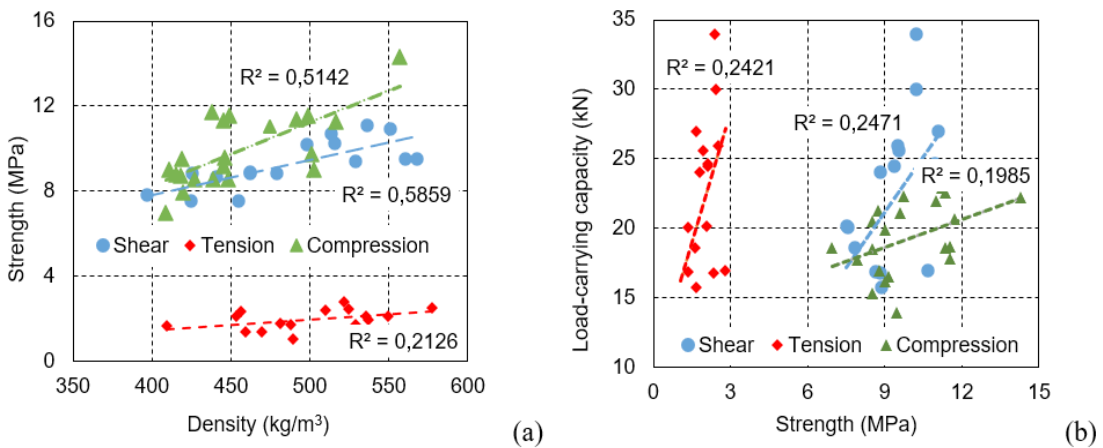 16
12
8
4
0
Strength (MPa)
R² = 0,5142
R² = 0,5859
Shear Tension Compression
R² = 0,2126
350 400 450 500 550 600
Density (kg/m³)
(a)
35
30
25
20
15
10
Load-carrying capacity (kN)
R² = 0,2421
R² = 0,2471
R² = 0,1985
Shear Tension Compression
0 3 6 9 12 15
Strength (MPa)
(b)